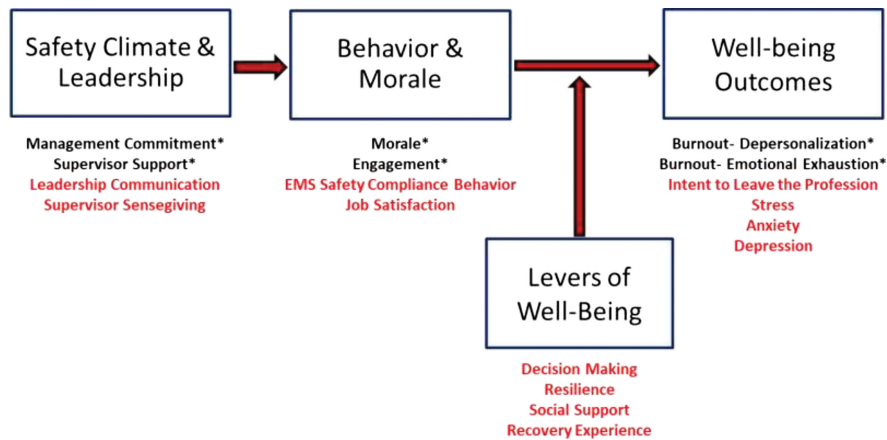 Safety Climate &
Leadership
Management Commitment*
Supervisor Support*
Leadership Communication
Supervisor Sensegiving
Behavior &
Morale
Morale*
Engagement*
EMS Safety Compliance Behavior
Job Satisfaction
Well-being
Outcomes
Burnout- Depersonalization*
Burnout- Emotional Exhaustion*
Intent to Leave the Profession
Stress
Anxiety
Depression
Levers of
Well-Being
Decision Making
Resilience
Social Support
Recovery Experience